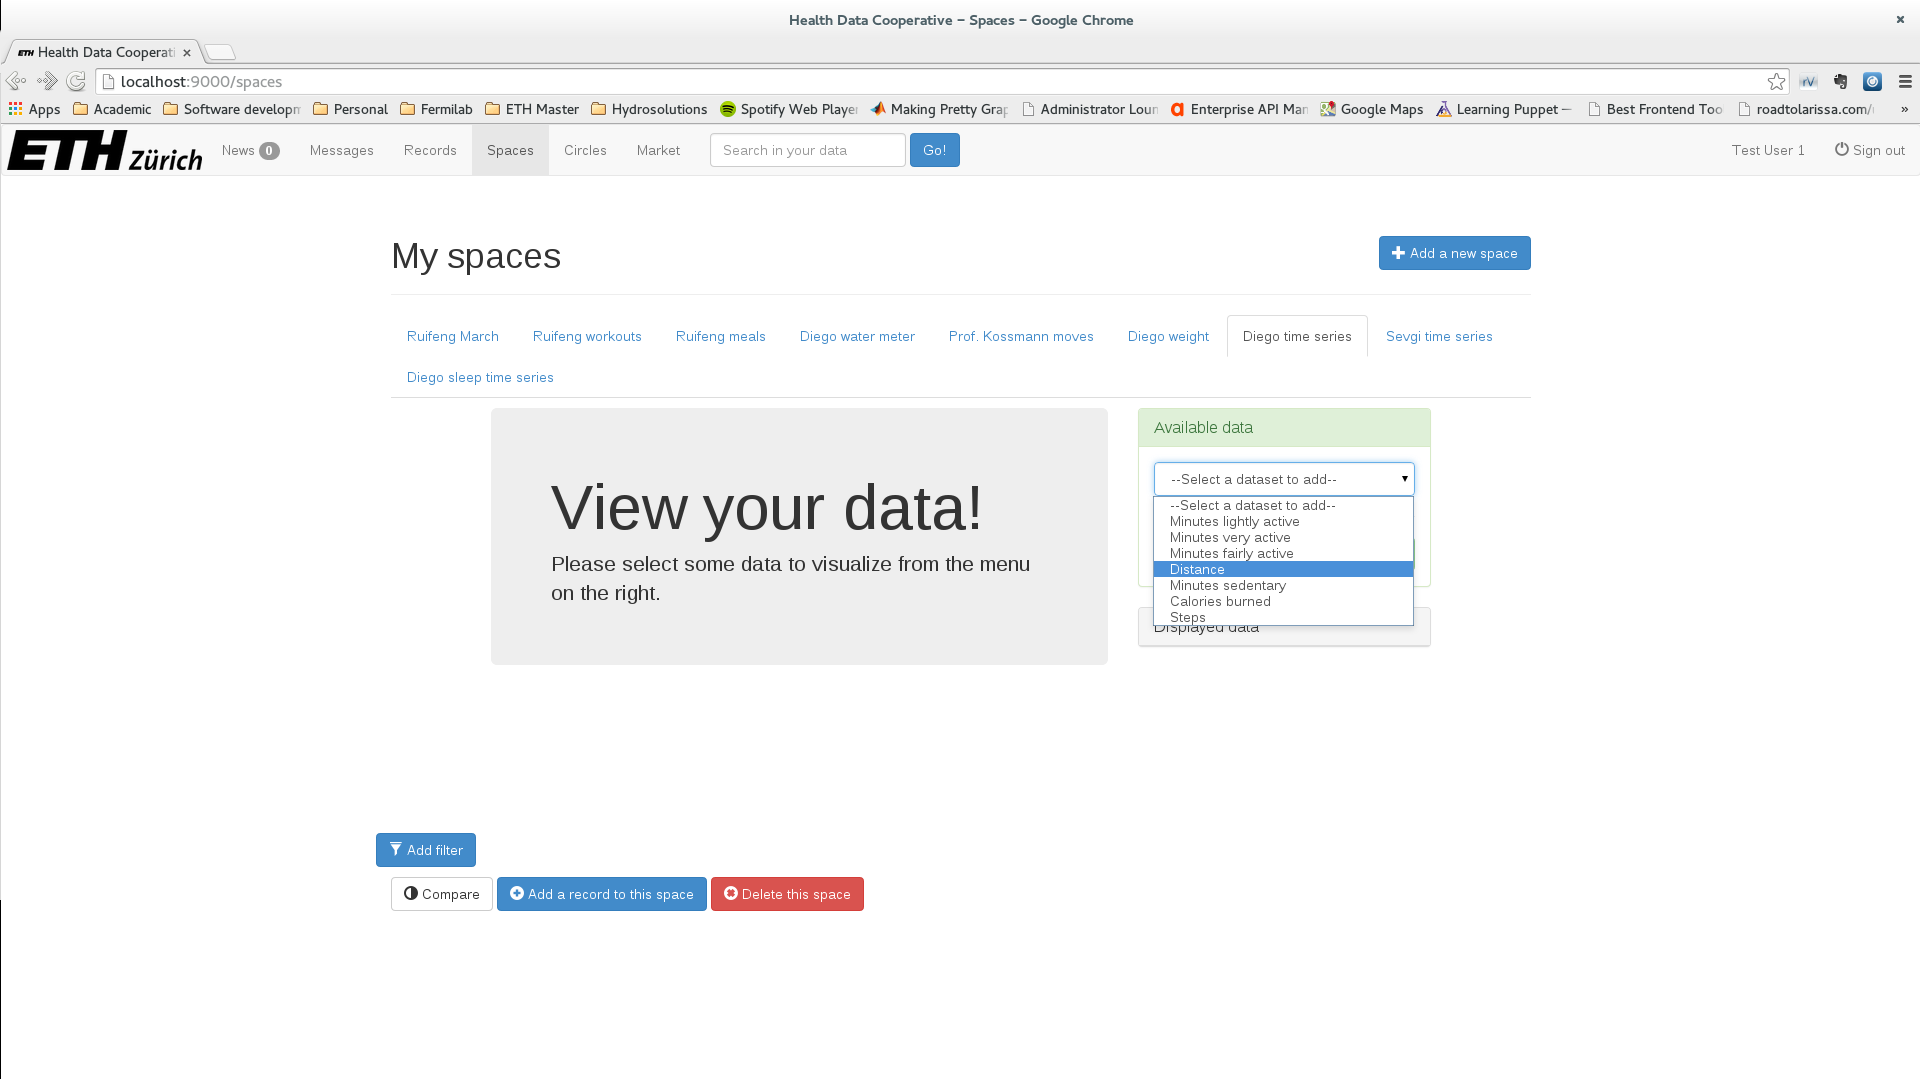 Health Data Cooperative – Spaces – Google Chrome
ETH Health Data Cooperati
localhost:9000/spaces
Apps Academic Software developm Personal Fermilab ETH Master Hydrosolutions Spotify Web Player Making Pretty Grap Administrator Loun Enterprise API Man Google Maps Learning Puppet — Best Frontend Too roadtolarissa.com/ »
ETH Zürich News 0 Messages Records Spaces Circles Market Search in your data Go! Test User 1 Sign out
My spaces
Add a new space
Ruifeng March Ruifeng workouts Ruifeng meals Diego water meter Prof. Kossmann moves Diego weight Diego time series Sevgi time series
Diego sleep time series
View your data!
Please select some data to visualize from the menu
on the right.
Available data
--Select a dataset to add--
--Select a dataset to add--
Minutes lightly active
Minutes very active
Minutes fairly active
Distance
Minutes sedentary
Calories burned
Steps
Displayed data
Add filter
Compare Add a record to this space Delete this space